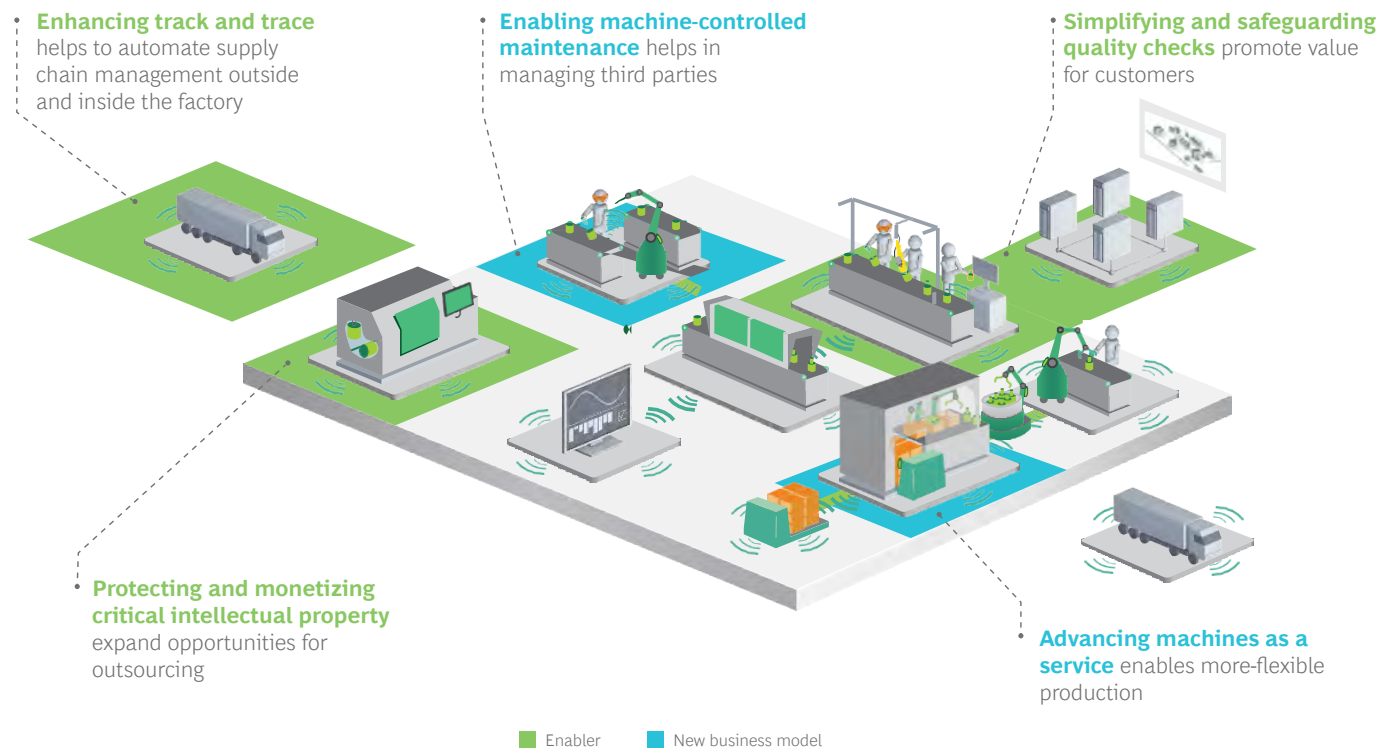 Enhancing track and trace
helps to automate supply
chain management outside
and inside the factory
Enabling machine-controlled
maintenance helps in
managing third parties
Simplifying and safeguarding
quality checks promote value
for customers
Protecting and monetizing
critical intellectual property
expand opportunities for
outsourcing
Advancing machines as a
service enables more-flexible
production
Enabler
New business model